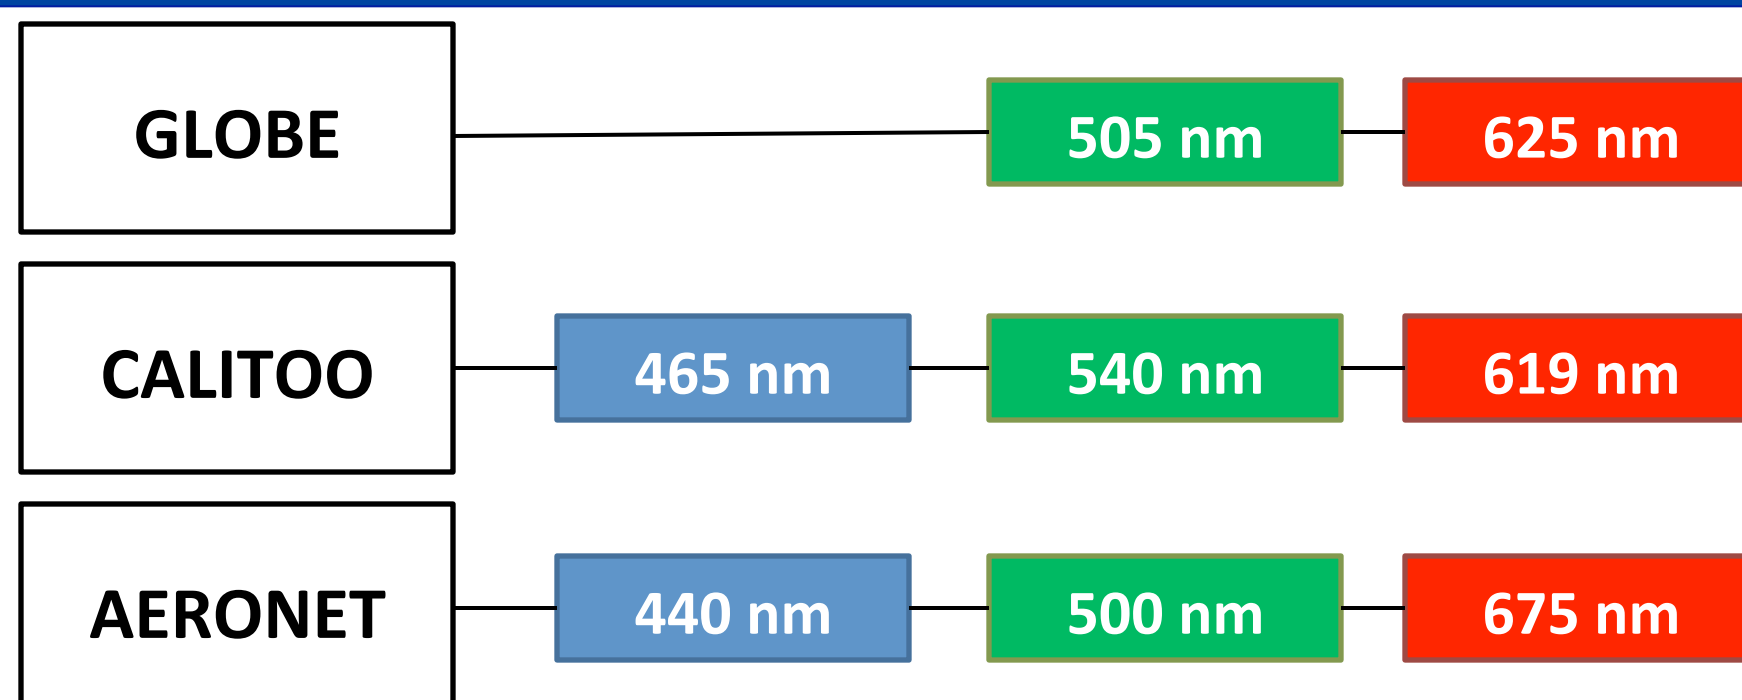 GLOBE 505 nm 625 nm
CALITOO 465 nm 540 nm 619 nm
AERONET 440 nm 500 nm 675 nm